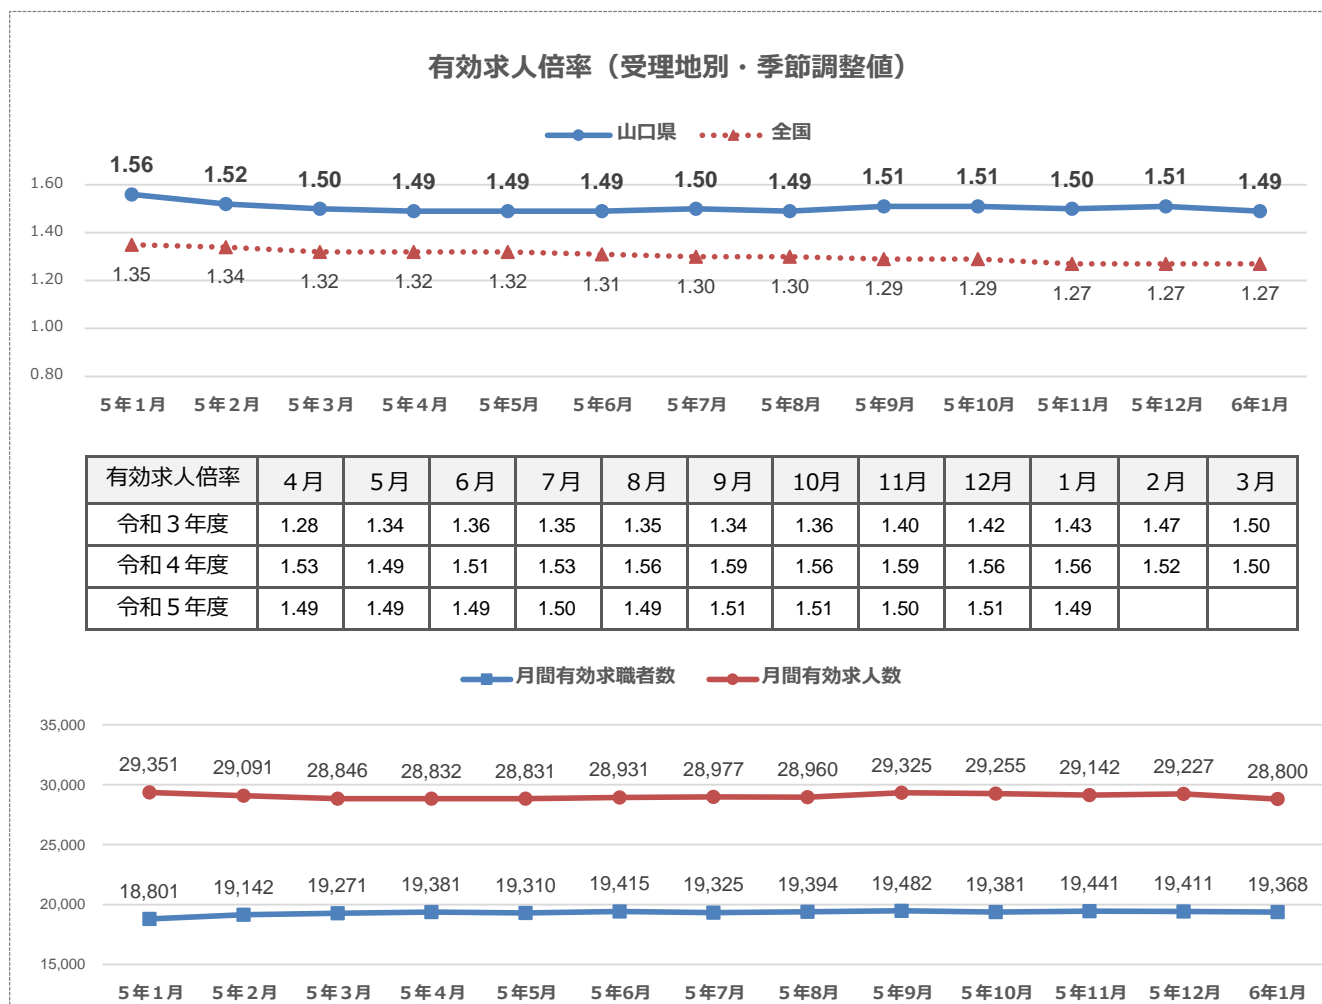 有効求人倍率（受理地別・季節調整値）
山口県 全国
1.56 1.52 1.50 1.49 1.49 1.49 1.50 1.49 1.51 1.51 1.50 1.51 1.49
1.60
1.40
1.35 1.34 1.32 1.32 1.32 1.31 1.30 1.30 1.29 1.29 1.27 1.27 1.27
1.20
1.00
0.80
5年1月 5年2月 5年3月 5年4月 5年5月 5年6月 5年7月 5年8月 5年9月 5年10月 5年11月 5年12月 6年1月
有効求人倍率 4月 5月 6月 7月 8月 9月 10月 11月 12月 1月 2月 3月
令和3年度 1.28 1.34 1.36 1.35 1.35 1.34 1.36 1.40 1.42 1.43 1.47 1.50
令和4年度 1.53 1.49 1.51 1.53 1.56 1.59 1.56 1.59 1.56 1.56 1.52 1.50
令和5年度 1.49 1.49 1.49 1.50 1.49 1.51 1.51 1.50 1.51 1.49
月間有効求職者数 月間有効求人数
35,000
29,351 29,091 28,846 28,832 28,831 28,931 28,977 28,960 29,325 29,255 29,142 29,227 28,800
30,000
25,000
18,801 19,142 19,271 19,381 19,310 19,415 19,325 19,394 19,482 19,381 19,441 19,411 19,368
20,000
15,000
5年1月 5年2月 5年3月 5年4月 5年5月 5年6月 5年7月 5年8月 5年9月 5年10月 5年11月 5年12月 6年1月